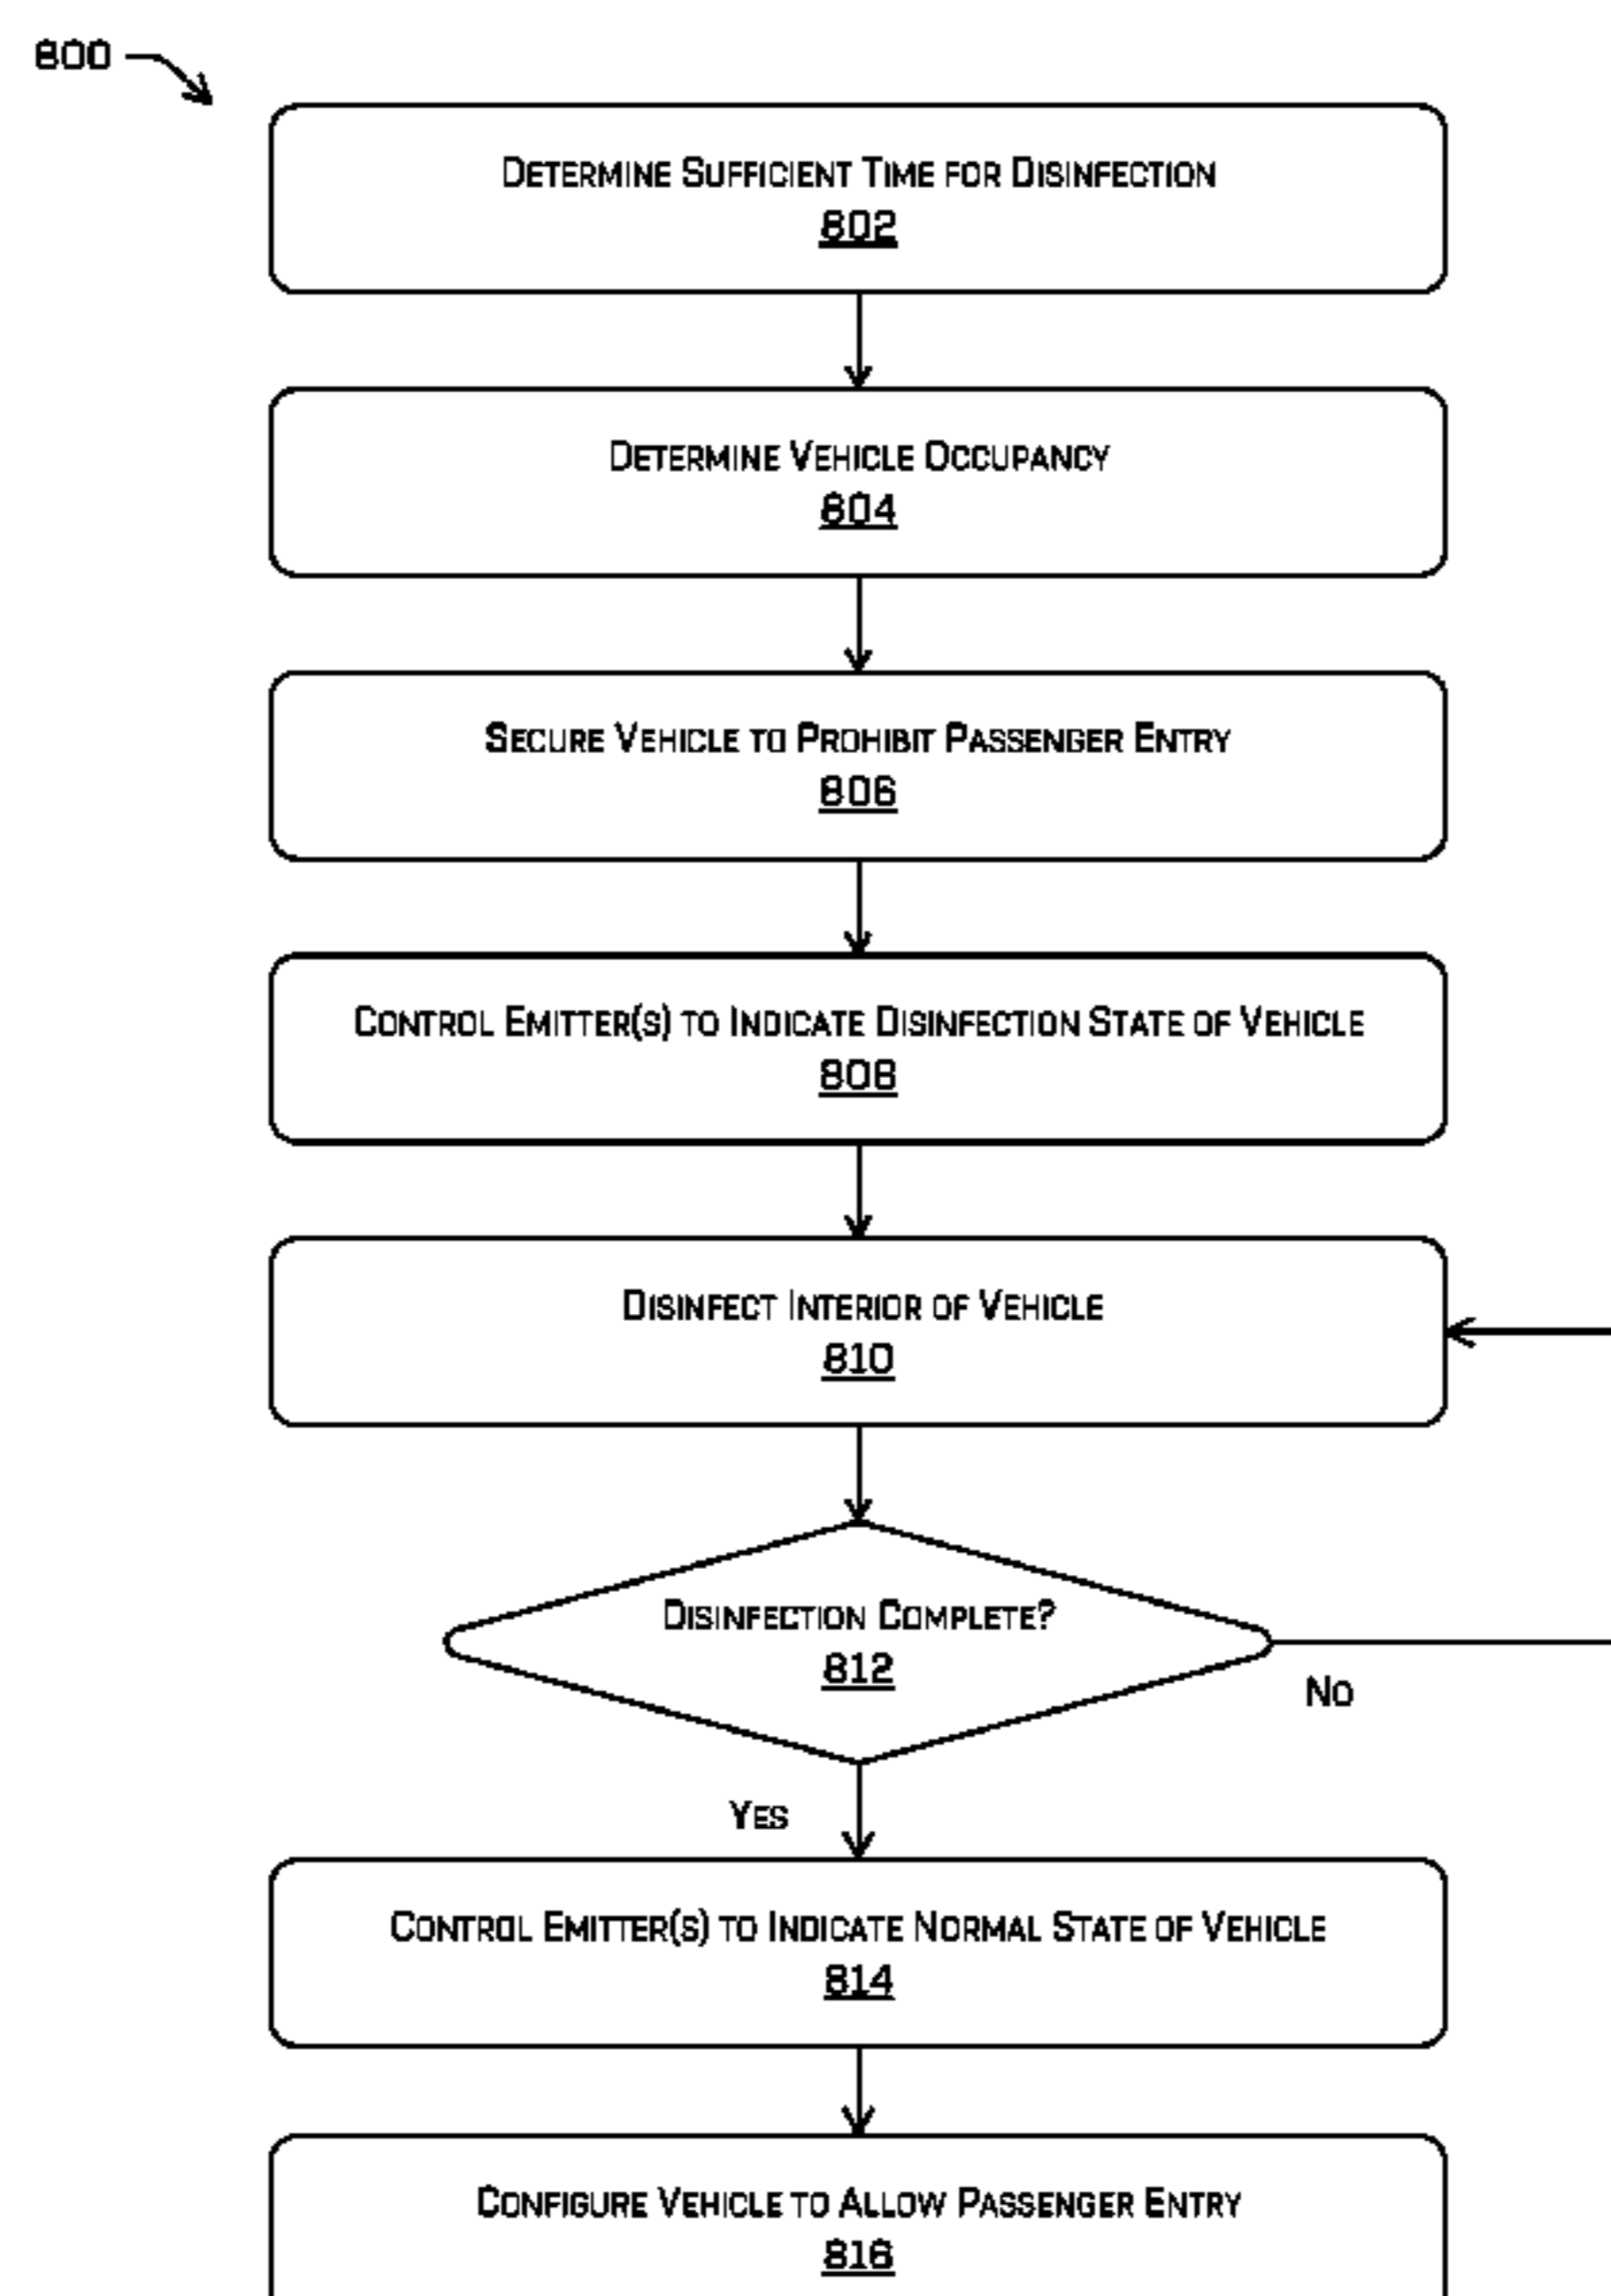 800
Determine Sufficient Time for Disinfection
802
Determine Vehicle Occupancy
804
Secure Vehicle to Prohibit Passenger Entry
806
Control Emitter(s) to Indicate Disinfection State of Vehicle
808
Disinfect Interior of Vehicle
810
Disinfection Complete?
812
No
Yes
Control Emitter(s) to Indicate Normal State of Vehicle
814
Configure Vehicle to Allow Passenger Entry
816